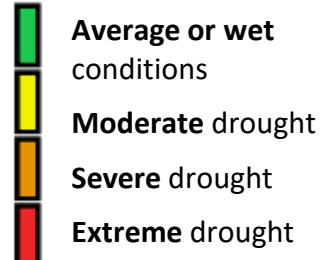 Average or wet
conditions
Moderate drought
Severe drought
Extreme drought